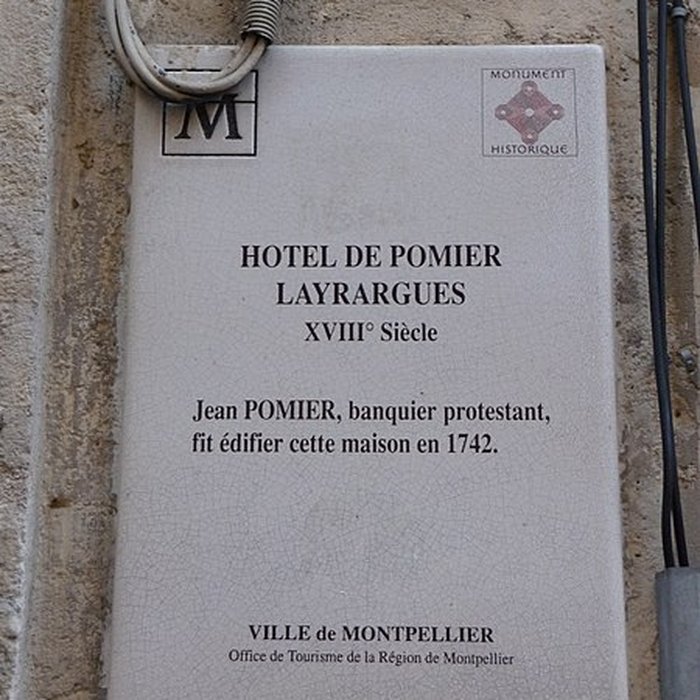 M
MONUMENT
HISTORIQUE
HOTEL DE POMIER
LAYRARGUES
XVIII° Siècle
Jean POMIER, banquier protestant,
fit édifier cette maison en 1742.
VILLE de MONTPELLIER
Office de Tourisme de la Région de Montpellier